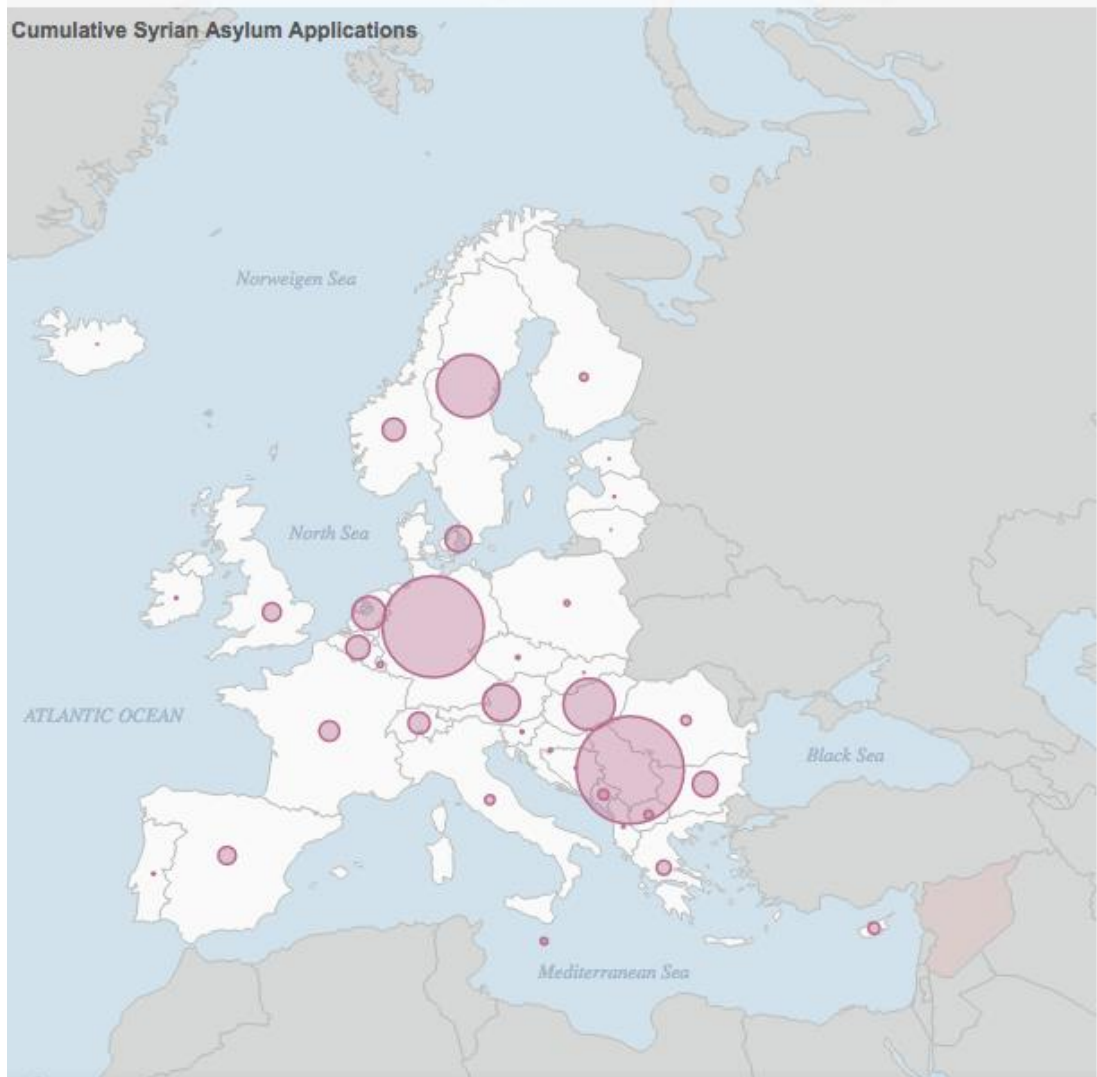 Cumulative Syrian Asylum Applications
Norweigen Sea
North Sea
ATLANTIC OCEAN
Black Sea
Mediterranean Sea